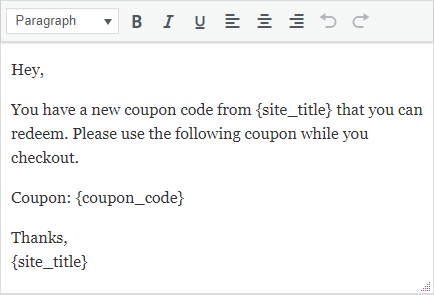 Paragraph B I U
Hey,
You have a new coupon code from {site_title} that you can
redeem. Please use the following coupon while you
checkout.
Coupon: {coupon_code}
Thanks,
{site_title}